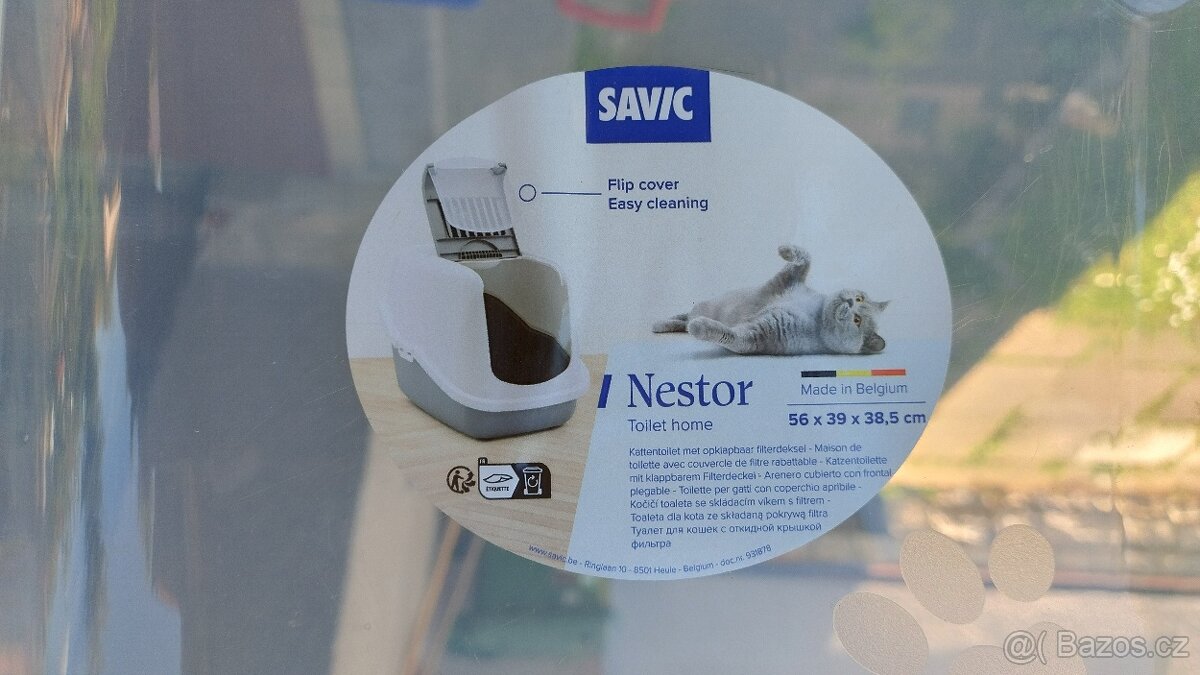 SAVIC
Flip cover
Easy cleaning
Nestor
Toilet home
Made in Belgium
56 x 39 x 38,5 cm
Kattentoilet met opklapbaar filterdeksel - Maison de
toilette avec couvercle de filtre rabattable - Katzentoilette
mit klappbarem Filterdeckel - Arenero cubierto con frontal
plegable - Toilette per gatti con coperchio apribile -
Kočičí toaleta se skládacím víkem s filtrem -
Toaleta dla kota ze składaną pokrywą filtra
Туалет для кошек с откидной крышкой
фильтра
FR
ÉTIQUETTE
www.savic.be - Ringlaan 10 - 8501 Heule - Belgium - doc.nr. 931878
@( Bazos.cz